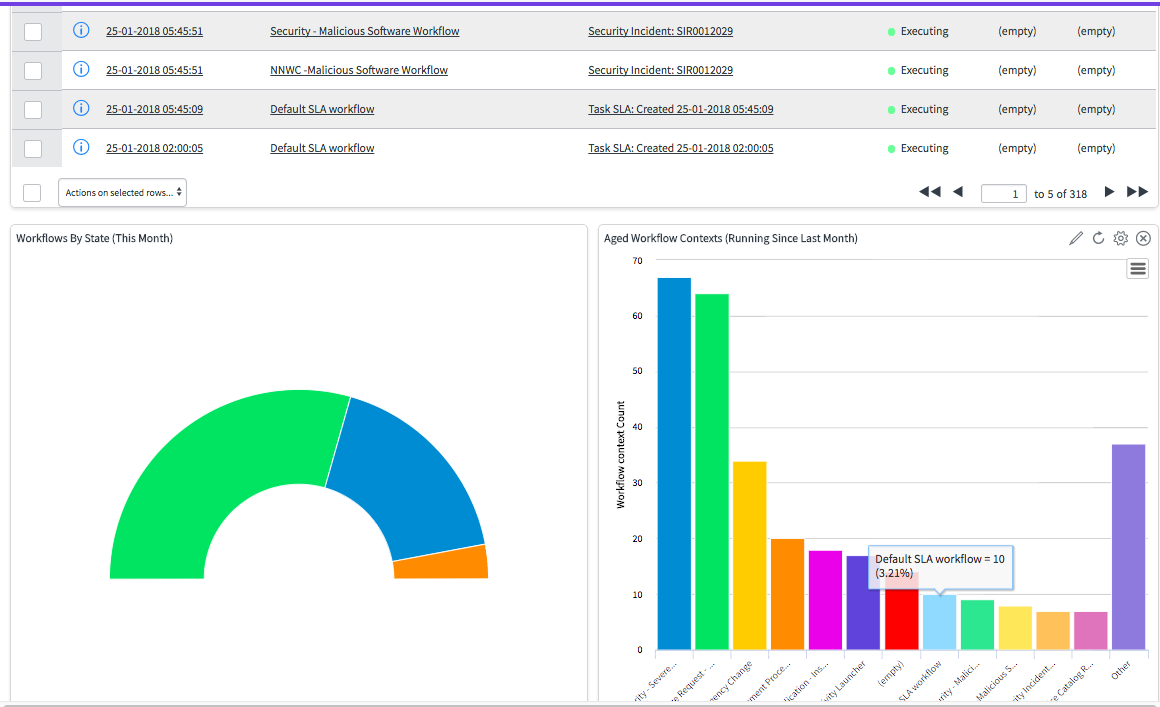 25-01-2018 05:45:51 Security - Malicious Software Workflow Security Incident: SIR0012029 Executing (empty) (empty)
25-01-2018 05:45:51 NNWC -Malicious Software Workflow Security Incident: SIR0012029 Executing (empty) (empty)
25-01-2018 05:45:09 Default SLA workflow Task SLA: Created 25-01-2018 05:45:09 Executing (empty) (empty)
25-01-2018 02:00:05 Default SLA workflow Task SLA: Created 25-01-2018 02:00:05 Executing (empty) (empty)
Actions on selected rows... 1 to 5 of 318
Workflows By State (This Month)
Aged Workflow Contexts (Running Since Last Month)
Workflow context Count
70
60
50
40
30
20
10
0
Default SLA workflow = 10
(3.21%)
rity - Severe...
re Request - ...
gency Change
ment Proce...
lication - Ins...
ivity Launcher
(empty)
SLA workflow
rity - Malici...
Malicious S...
ity Incident...
ce Catalog R...
Other